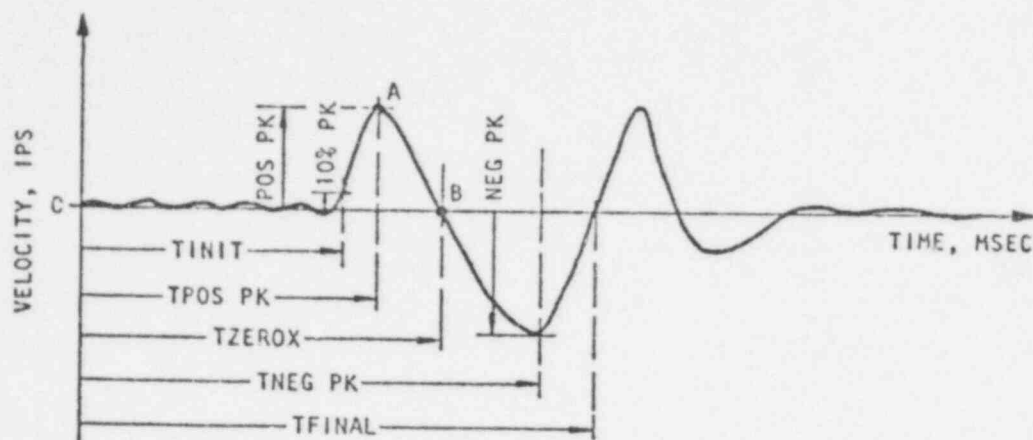 VELOCITY, IPS
C
POS PK
10% PK
A
B
NEG PK
TIME, MSEC
TINIT
TPOS PK
TZEROX
TNEG PK
TFINAL